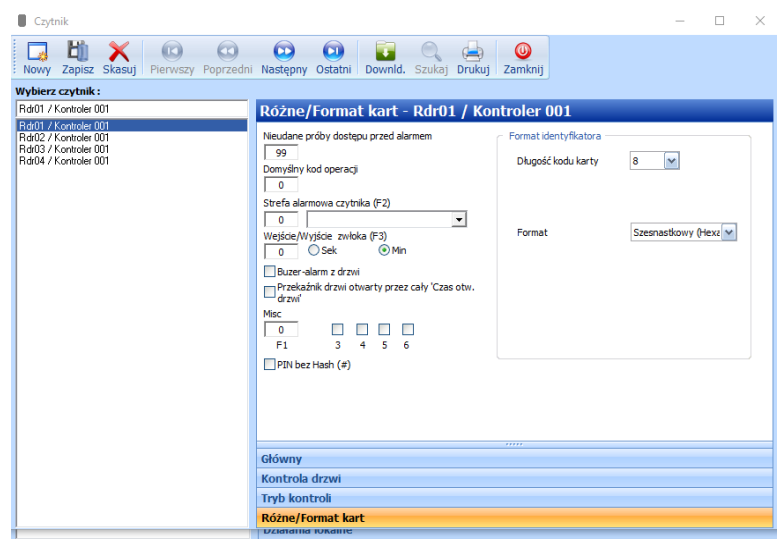 Czytnik
Nowy Zapisz Skasuj Pierwszy Poprzedni Następny Ostatni Downld. Szukaj Drukuj Zamknij
Wybierz czytnik :
Rdr01 / Kontroler 001
Rdr01 / Kontroler 001
Rdr02 / Kontroler 001
Rdr03 / Kontroler 001
Rdr04 / Kontroler 001
Różne/Format kart - Rdr01 / Kontroler 001
Nieudane próby dostępu przed alarmem
99
Domyślny kod operacji
0
Strefa alarmowa czytnika (F2)
0
Wejście/Wyjście zwłoka (F3)
0 Sek Min
Buzer-alarm z drzwi
Przekaźnik drzwi otwarty przez cały 'Czas otw.
drzwi'
Misc
0
F1 3 4 5 6
PIN bez Hash (#)
Format identyfikatora
Długość kodu karty 8
Format Szesnastkowy (Hexa
Główny
Kontrola drzwi
Tryb kontroli
Różne/Format kart
Działania lokalne